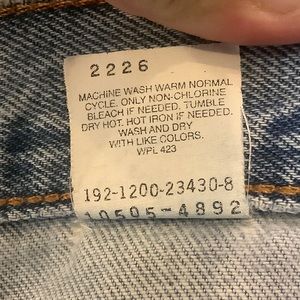 2226
MACHINE WASH WARM NORMAL
CYCLE. ONLY NON-CHLORINE
BLEACH IF NEEDED. TUMBLE
DRY HOT. HOT IRON IF NEEDED.
WASH AND DRY
WITH LIKE COLORS.
WPL 423
192-1200-23430-8
10505-4892